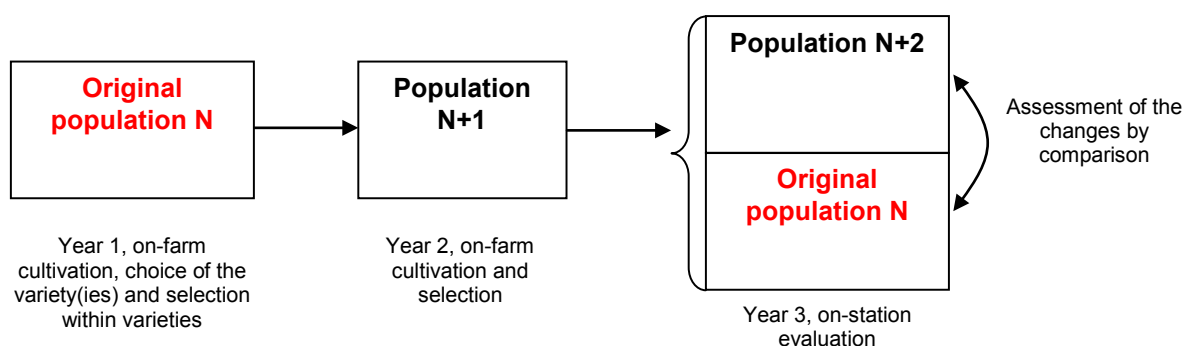 Original
population N
Year 1, on-farm
cultivation, choice of the
variety(ies) and selection
within varieties
Population
N+1
Year 2, on-farm
cultivation and
selection
Population N+2
Original
population N
Year 3, on-station
evaluation
Assessment of the
changes by
comparison